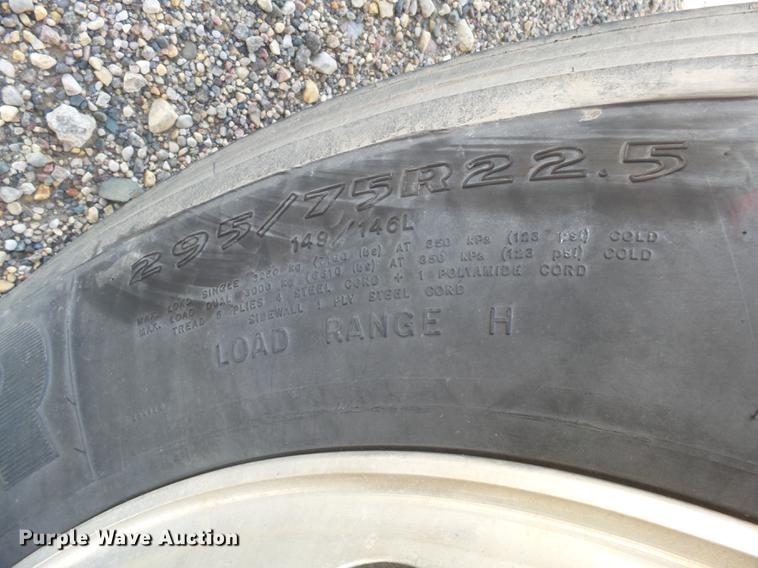 295/75R22.5
149/146L
MAX. LOAD SINGLE 3250 KG (7160 lbs) AT 850 KPa (123 psi) COLD
MAX. LOAD DUAL 3000 KG (6610 lbs) AT 850 KPa (123 psi) COLD
TREAD 5 PLIES 4 STEEL CORD + 1 POLYAMIDE CORD
SIDEWALL 1 PLY STEEL CORD
LOAD RANGE H
Purple Wave Auction